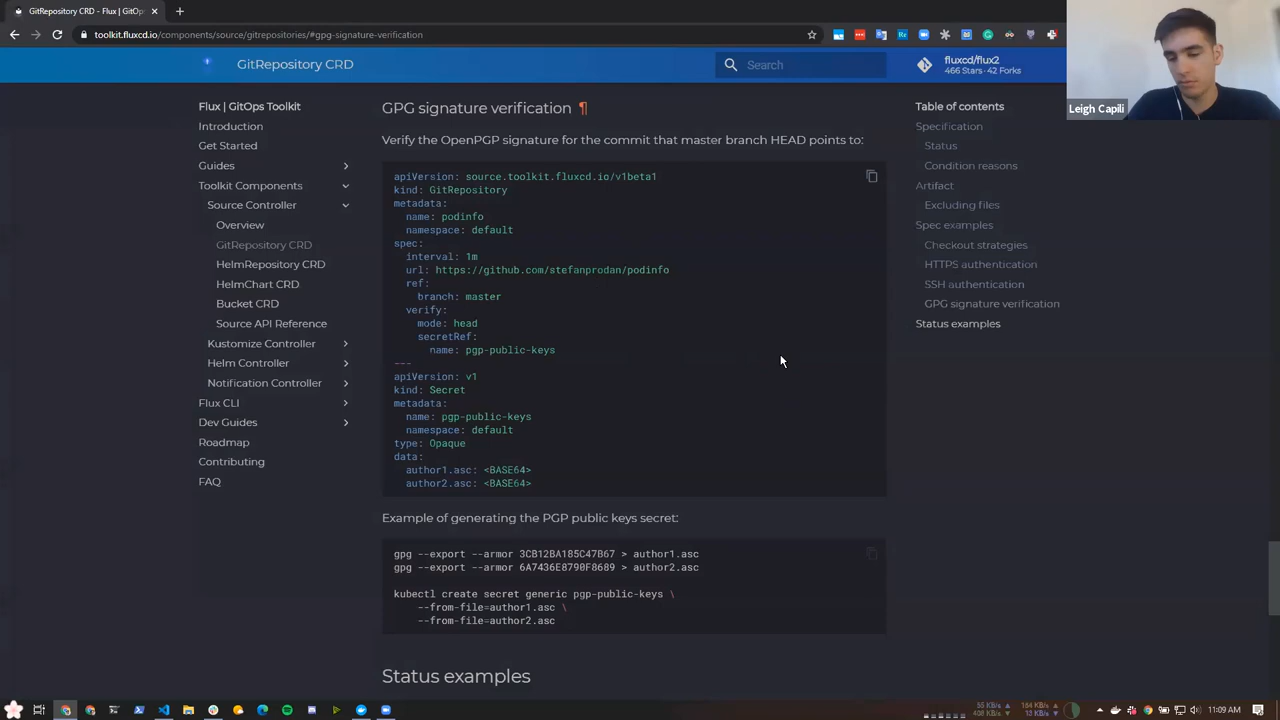 GitRepository CRD - Flux | GitOp
toolkit.fluxcd.io/components/source/gitrepositories/#gpg-signature-verification
GitRepository CRD
Search
fluxcd/flux2
466 Stars · 42 Forks
Leigh Capili
Flux | GitOps Toolkit
Introduction
Get Started
Guides
Toolkit Components
Source Controller
Overview
GitRepository CRD
HelmRepository CRD
HelmChart CRD
Bucket CRD
Source API Reference
Kustomize Controller
Helm Controller
Notification Controller
Flux CLI
Dev Guides
Roadmap
Contributing
FAQ
GPG signature verification ¶
Verify the OpenPGP signature for the commit that master branch HEAD points to:
apiVersion: source.toolkit.fluxcd.io/v1beta1
kind: GitRepository
metadata:
name: podinfo
namespace: default
spec:
interval: 1m
url: https://github.com/stefanprodan/podinfo
ref:
branch: master
verify:
mode: head
secretRef:
name: pgp-public-keys
---
apiVersion: v1
kind: Secret
metadata:
name: pgp-public-keys
namespace: default
type: Opaque
data:
author1.asc: <BASE64>
author2.asc: <BASE64>
Example of generating the PGP public keys secret:
gpg --export --armor 3CB12BA185C47B67 > author1.asc
gpg --export --armor 6A7436E8790F8689 > author2.asc
kubectl create secret generic pgp-public-keys \
--from-file=author1.asc \
--from-file=author2.asc
Status examples
Table of contents
Specification
Status
Condition reasons
Artifact
Excluding files
Spec examples
Checkout strategies
HTTPS authentication
SSH authentication
GPG signature verification
Status examples
11:09 AM